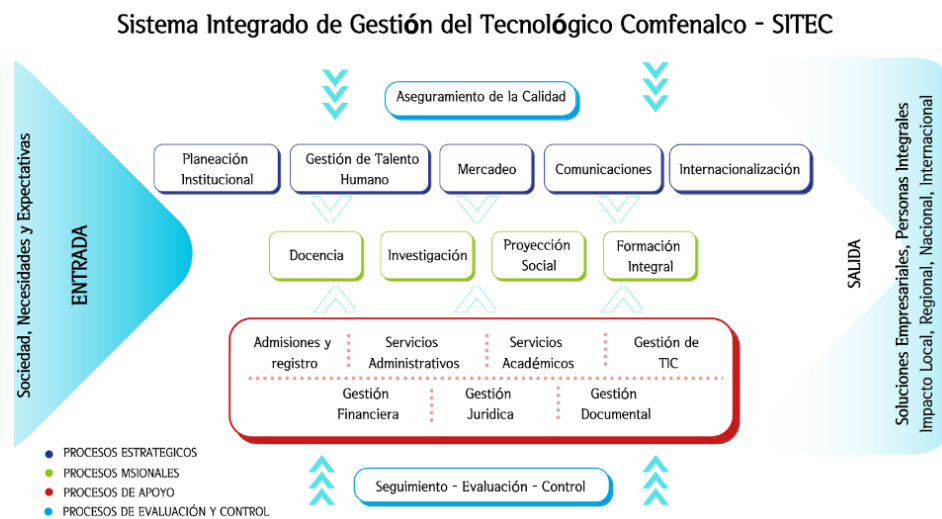 Sistema Integrado de Gestión del Tecnológico Comfenalco - SITEC
Aseguramiento de la Calidad
Sociedad, Necesidades y Expectativas
ENTRADA
Planeación
Institucional
Gestión de Talento
Humano
Mercadeo
Comunicaciones
Internacionalización
Docencia
Investigación
Proyección
Social
Formación
Integral
Admisiones y
registro
Servicios
Administrativos
Servicios
Académicos
Gestión de
TIC
Gestión
Financiera
Gestión
Juridica
Gestión
Documental
Seguimiento - Evaluación - Control
SALIDA
Soluciones Empresariales, Personas Integrales
Impacto Local, Regional, Nacional, Internacional
PROCESOS ESTRATEGICOS
PROCESOS MSIONALES
PROCESOS DE APOYO
PROCESOS DE EVALUACIÓN Y CONTROL